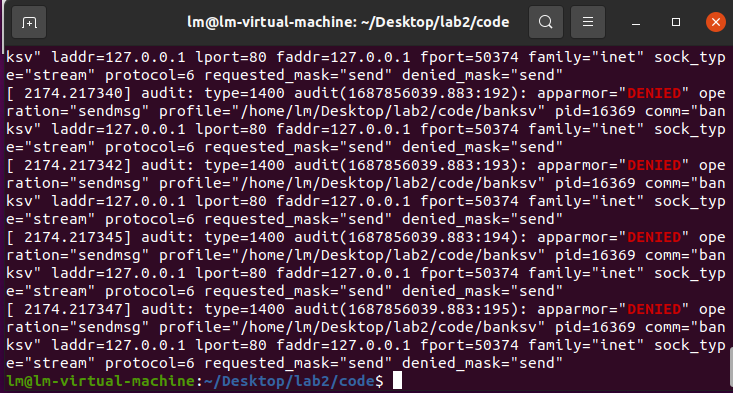 lm@lm-virtual-machine: ~/Desktop/lab2/code
ksv" laddr=127.0.0.1 lport=80 faddr=127.0.0.1 fport=50374 family="inet" sock_typ
e="stream" protocol=6 requested_mask="send" denied_mask="send"
[ 2174.217340] audit: type=1400 audit(1687856039.883:192): apparmor="DENIED" ope
ration="sendmsg" profile="/home/lm/Desktop/lab2/code/banksv" pid=16369 comm="ban
ksv" laddr=127.0.0.1 lport=80 faddr=127.0.0.1 fport=50374 family="inet" sock_typ
e="stream" protocol=6 requested_mask="send" denied_mask="send"
[ 2174.217342] audit: type=1400 audit(1687856039.883:193): apparmor="DENIED" ope
ration="sendmsg" profile="/home/lm/Desktop/lab2/code/banksv" pid=16369 comm="ban
ksv" laddr=127.0.0.1 lport=80 faddr=127.0.0.1 fport=50374 family="inet" sock_typ
e="stream" protocol=6 requested_mask="send" denied_mask="send"
[ 2174.217345] audit: type=1400 audit(1687856039.883:194): apparmor="DENIED" ope
ration="sendmsg" profile="/home/lm/Desktop/lab2/code/banksv" pid=16369 comm="ban
ksv" laddr=127.0.0.1 lport=80 faddr=127.0.0.1 fport=50374 family="inet" sock_typ
e="stream" protocol=6 requested_mask="send" denied_mask="send"
[ 2174.217347] audit: type=1400 audit(1687856039.883:195): apparmor="DENIED" ope
ration="sendmsg" profile="/home/lm/Desktop/lab2/code/banksv" pid=16369 comm="ban
ksv" laddr=127.0.0.1 lport=80 faddr=127.0.0.1 fport=50374 family="inet" sock_typ
e="stream" protocol=6 requested_mask="send" denied_mask="send"
lm@lm-virtual-machine:~/Desktop/lab2/code$